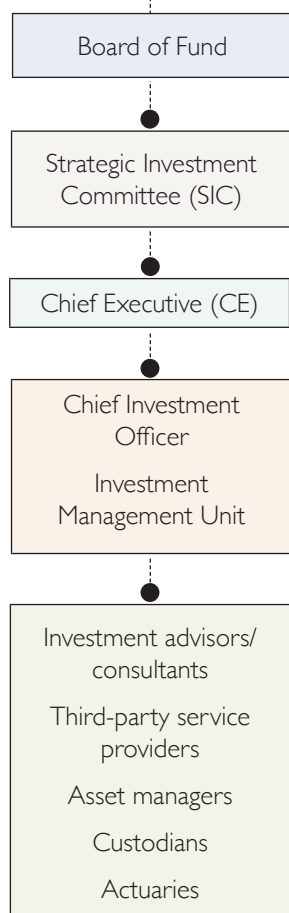 Board of Fund
Strategic Investment
Committee (SIC)
Chief Executive (CE)
Chief Investment
Officer
Investment
Management Unit
Investment advisors/
consultants
Third-party service
providers
Asset managers
Custodians
Actuaries